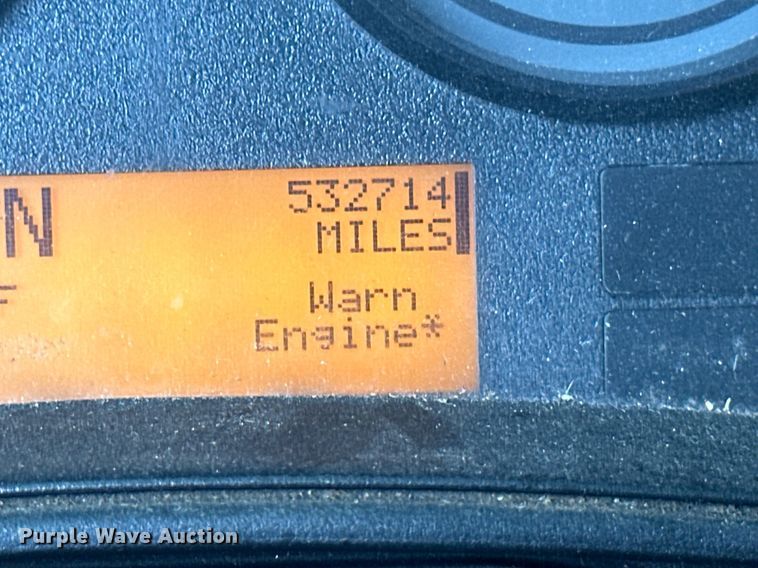 N
532714
MILES
F
Warn
Engine*
Purple Wave Auction